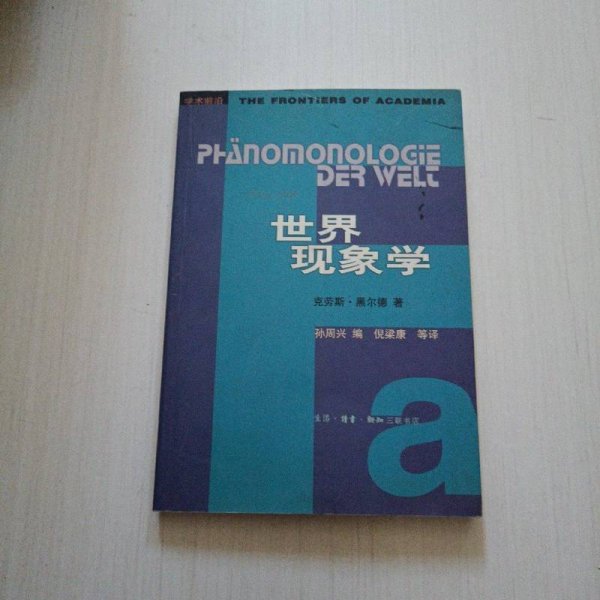 学术前沿 THE FRONTIERS OF ACADEMIA
PHÄNOMONOLOGIE
DER WELT
世界
现象学
克劳斯·黑尔德 著
孙周兴 编 倪梁康 等译
生活·讀書·新知三联书店
a